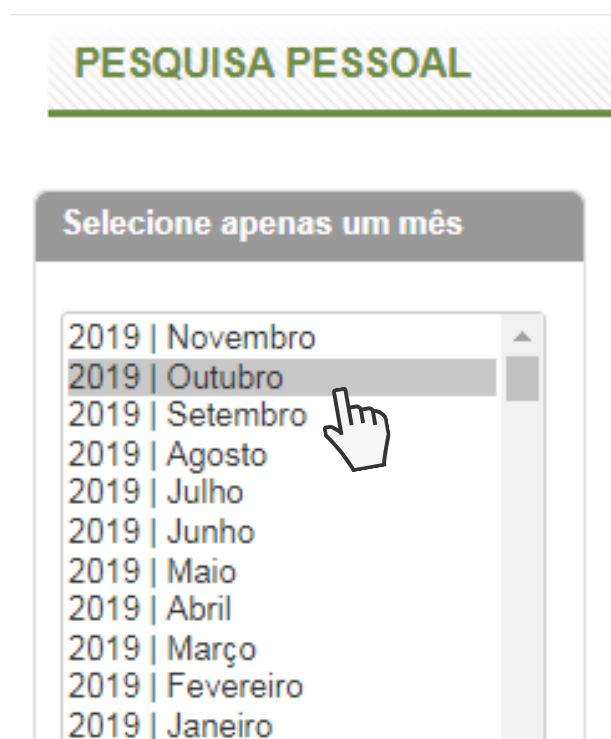 PESQUISA PESSOAL
Selecione apenas um mês
2019 | Novembro
2019 | Outubro
2019 | Setembro
2019 | Agosto
2019 | Julho
2019 | Junho
2019 | Maio
2019 | Abril
2019 | Março
2019 | Fevereiro
2019 | Janeiro